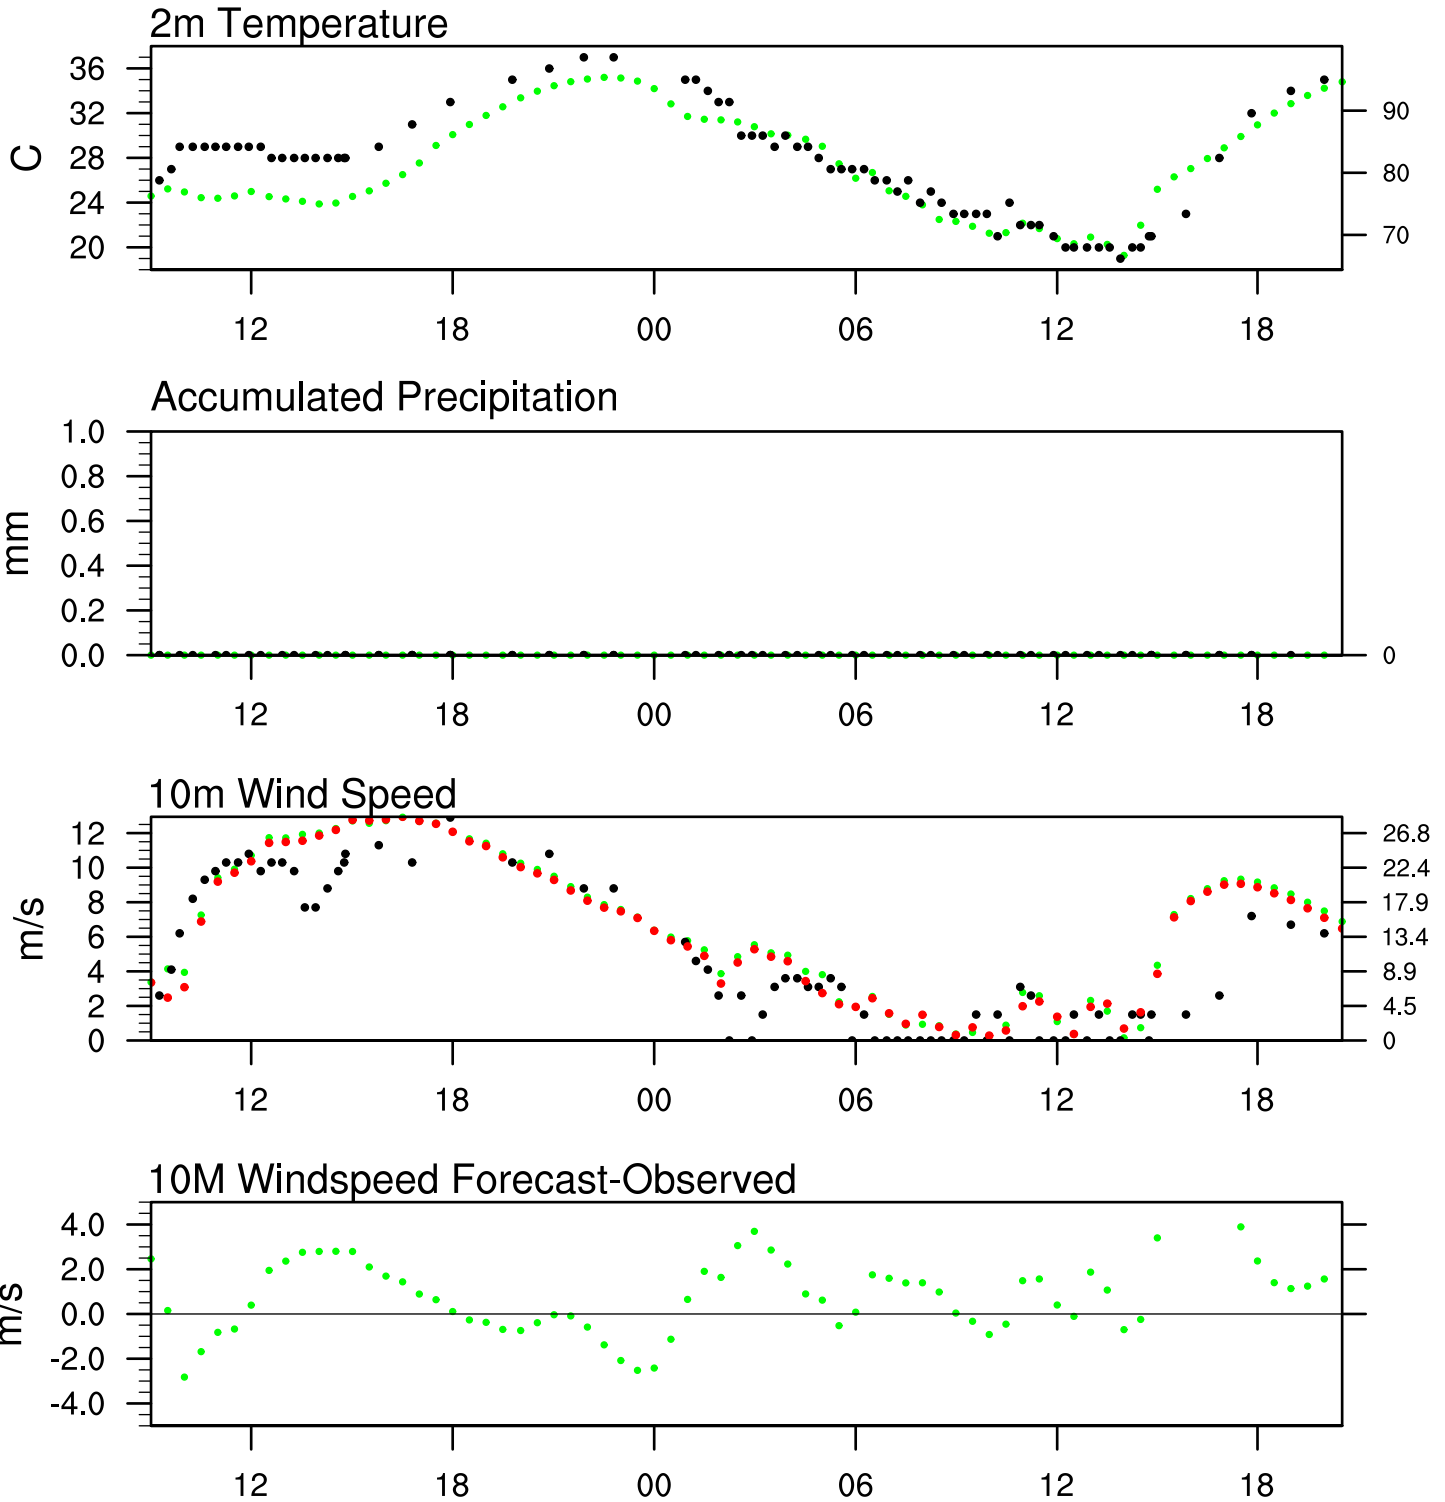 2m Temperature
36
32
28
24
20
C
90
80
70
12 18 00 06 12 18
Accumulated Precipitation
1.0
0.8
0.6
0.4
0.2
0.0
mm
0
12 18 00 06 12 18
10m Wind Speed
12
10
8
6
4
2
0
m/s
26.8
22.4
17.9
13.4
8.9
4.5
0
12 18 00 06 12 18
10M Windspeed Forecast-Observed
4.0
2.0
0.0
-2.0
-4.0
m/s
12 18 00 06 12 18